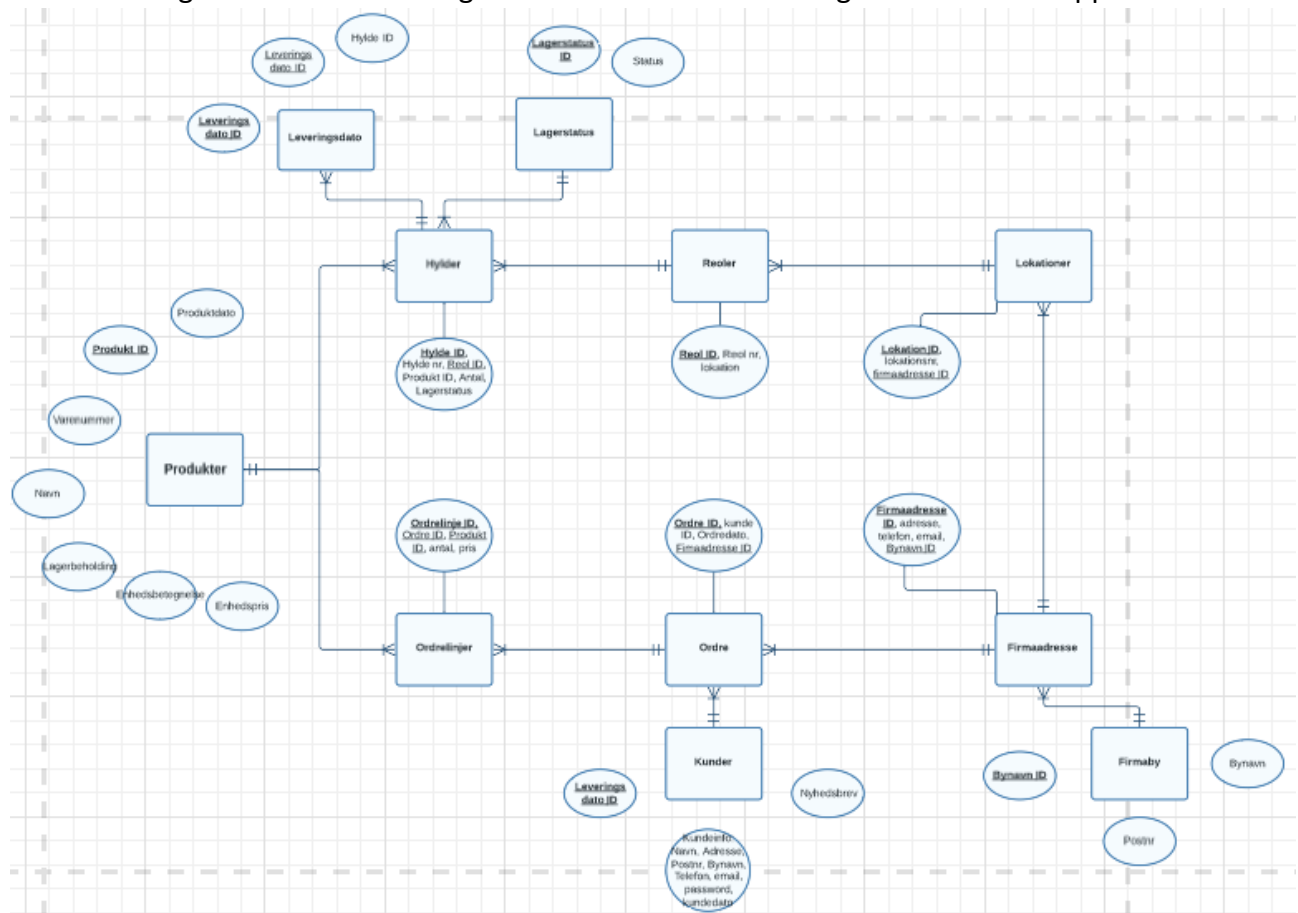 Hylde ID
Leverings
dato ID
Lagerstatus
ID
Status
Leverings
dato ID
Leveringsdato
Lagerstatus
Hylder
Reoler
Lokationer
Produktdato
Produkt ID
Hylde ID,
Hylde nr, Reol ID,
Produkt ID, Antal,
Lagerstatus
Reol ID, Reol nr,
lokation
Lokation ID,
lokationsnr,
firmaadresse ID
Varenummer
Produkter
Navn
Lagerbeholding
Enhedsbetegnelse
Enhedspris
Ordrelinje ID,
Ordre ID, Produkt
ID, antal, pris
Ordre ID, kunde
ID, Ordredato,
Fimaadresse ID
Firmaadresse
ID, adresse,
telefon, email,
Bynavn ID
Ordrelinjer
Ordre
Firmaadresse
Kunder
Firmaby
Leverings
dato ID
Nyhedsbrev
Bynavn ID
Bynavn
Postnr
Kundeinfo
Navn, Adresse,
Postnr, Bynavn,
Telefon, email,
password,
kundedato